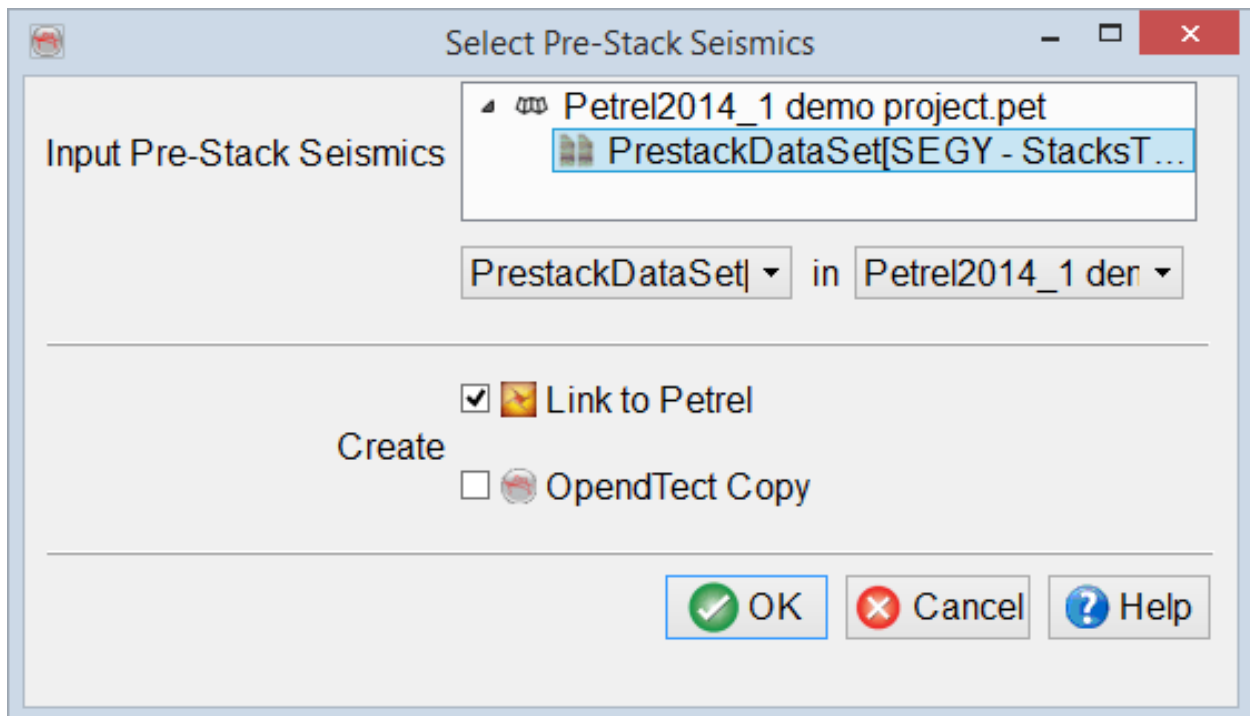 Select Pre-Stack Seismics
Petrel2014_1 demo project.pet
Input Pre-Stack Seismics
PrestackDataSet[SEGY - StacksT...
PrestackDataSet| in Petrel2014_1 den
Link to Petrel
Create
OpendTect Copy
OK Cancel Help